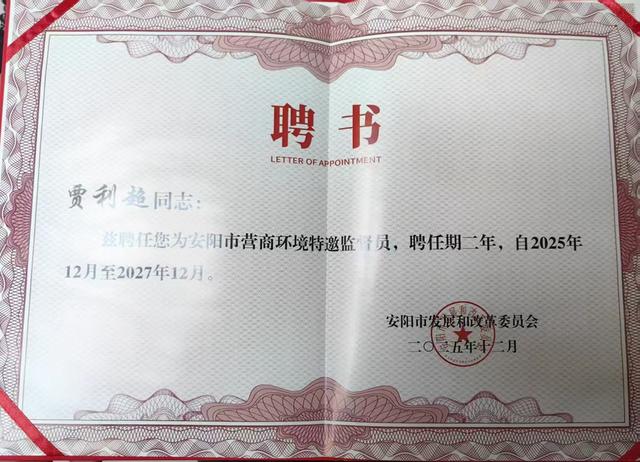 聘书
LETTER OF APPOINTMENT
贾利超同志：
兹聘任您为安阳市营商环境特邀监督员，聘任期二年，自2025年
12月至2027年12月。
安阳市发展和改革委员会
二〇二五年十二月